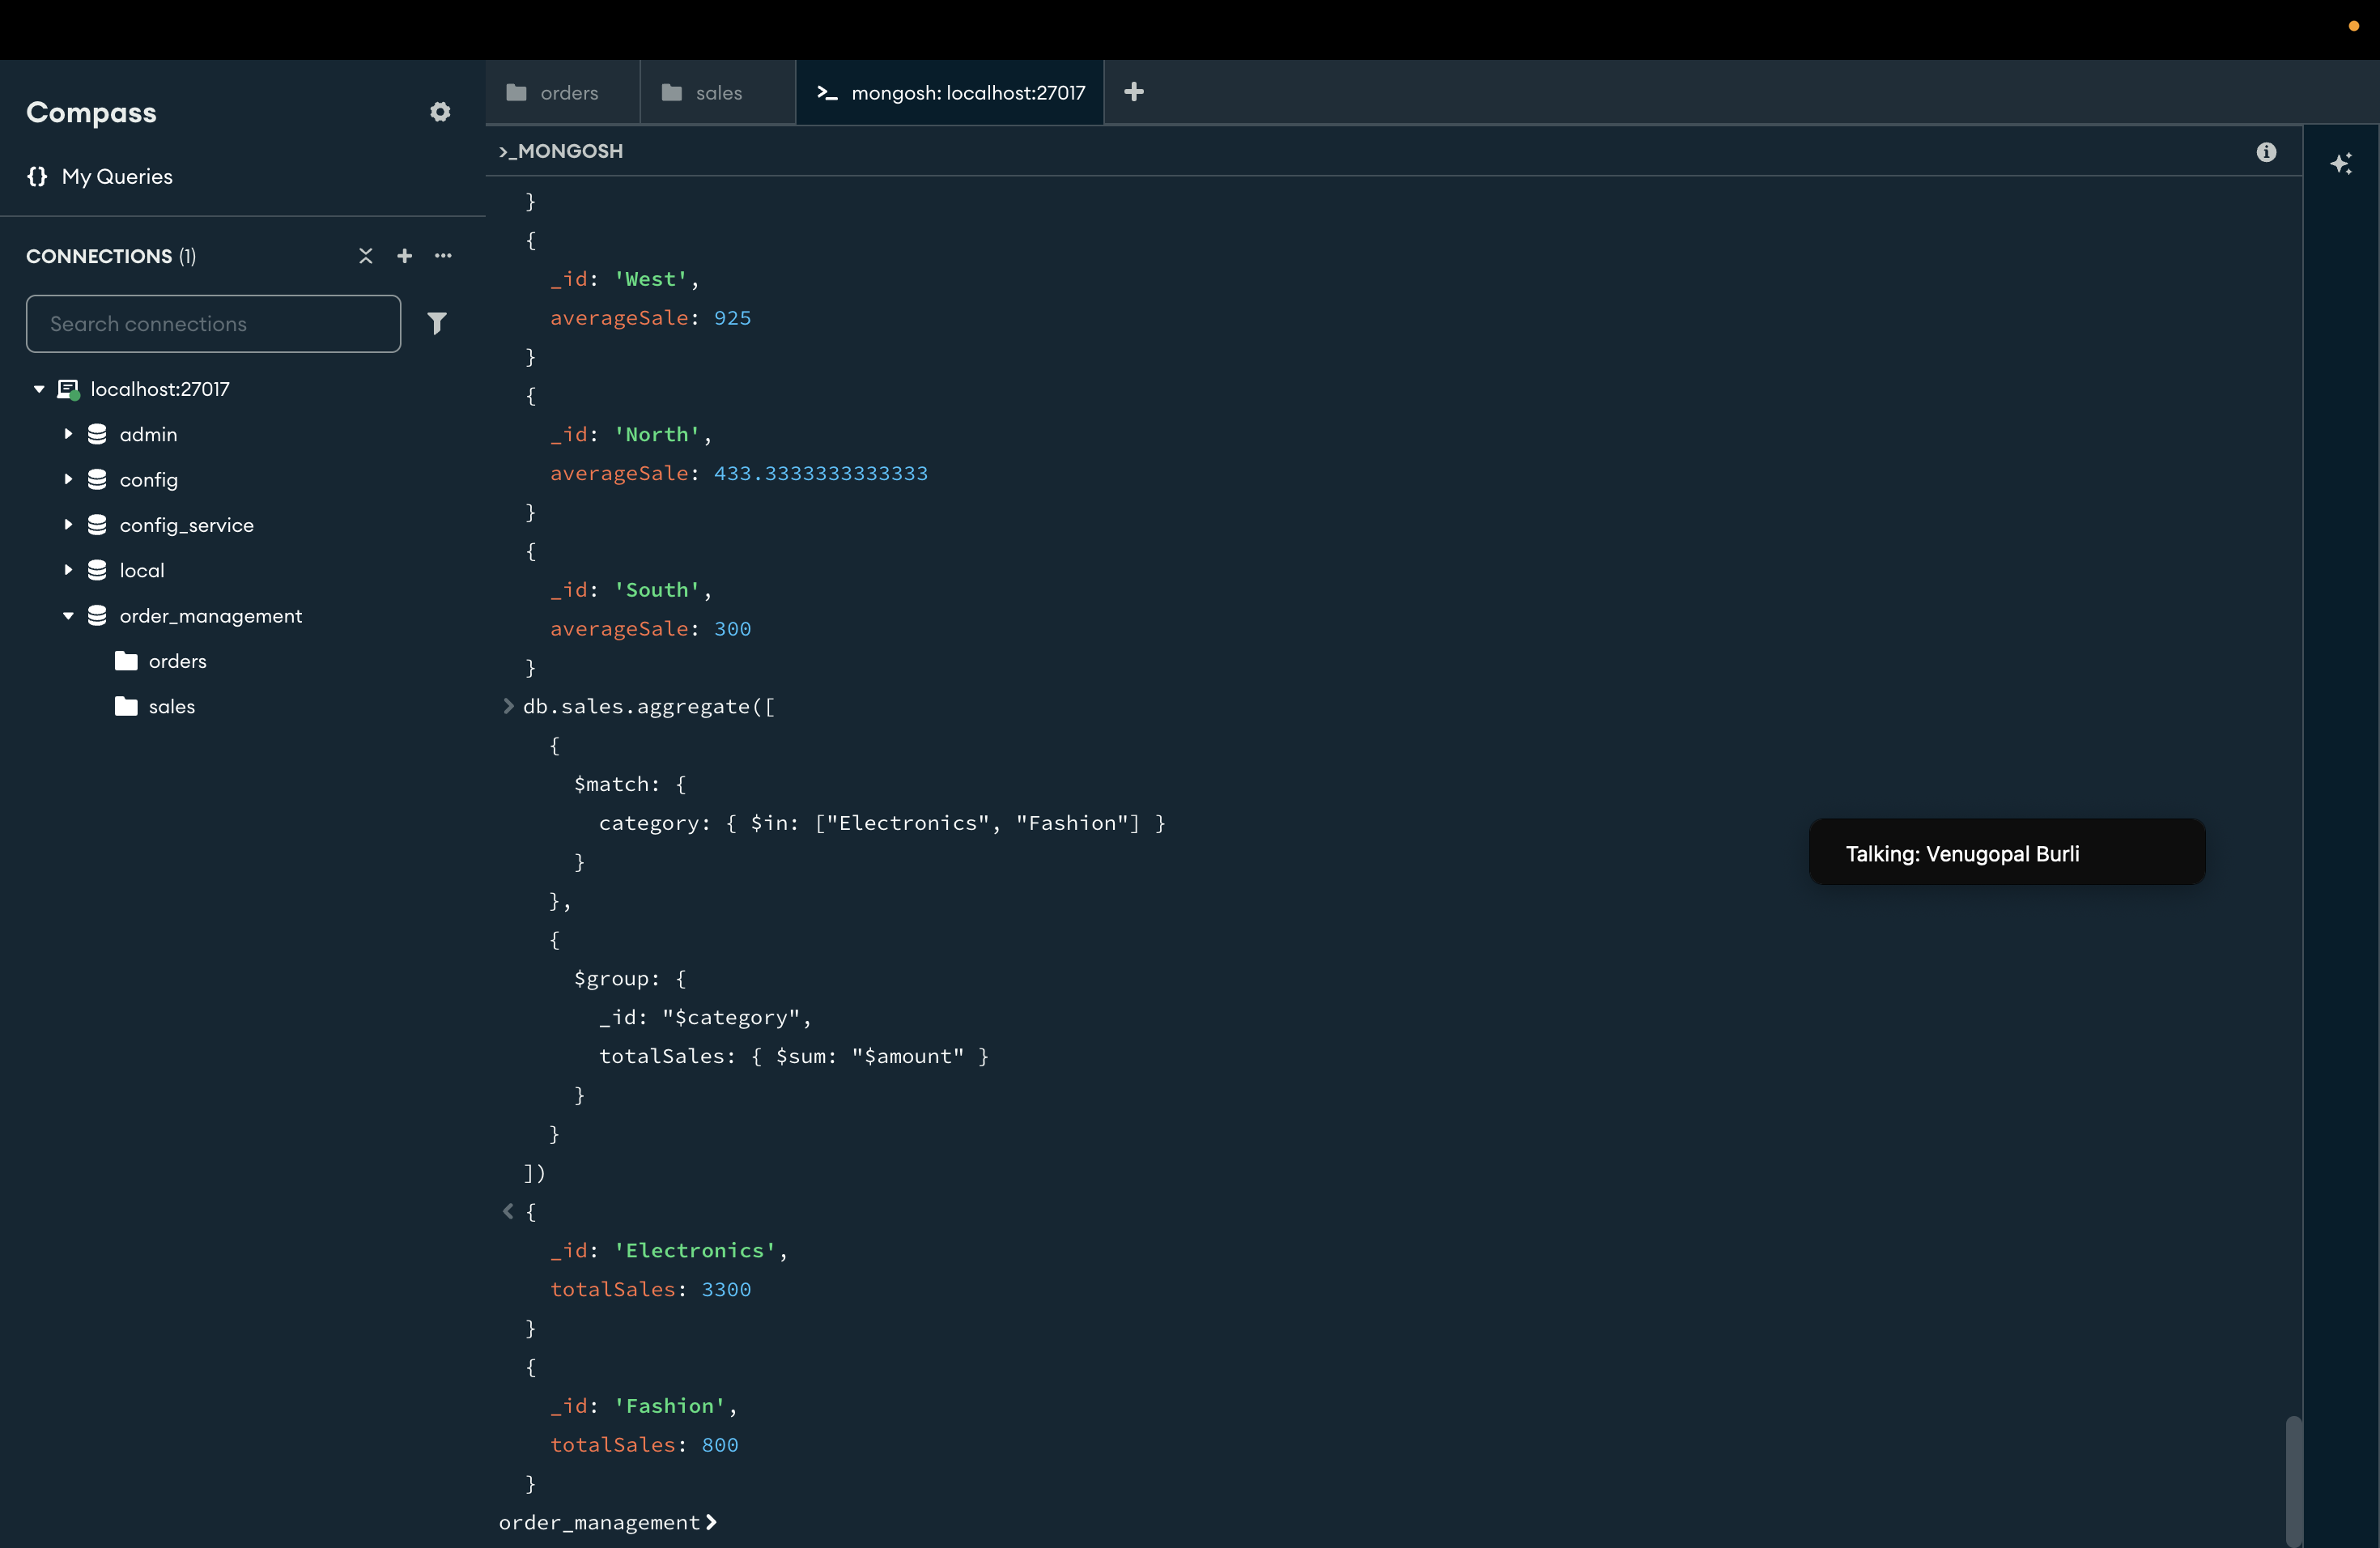 Compass
{} My Queries
CONNECTIONS (1)
Search connections
localhost:27017
admin
config
config_service
local
order_management
orders
sales
orders
sales
>_ mongosh: localhost:27017
>_MONGOSH
}
{
_id: 'West',
averageSale: 925
}
{
_id: 'North',
averageSale: 433.3333333333333
}
{
_id: 'South',
averageSale: 300
}
> db.sales.aggregate([
{
$match: {
category: { $in: ["Electronics", "Fashion"] }
}
},
{
$group: {
_id: "$category",
totalSales: { $sum: "$amount" }
}
}
])
< {
_id: 'Electronics',
totalSales: 3300
}
{
_id: 'Fashion',
totalSales: 800
}
order_management>
Talking: Venugopal Burli